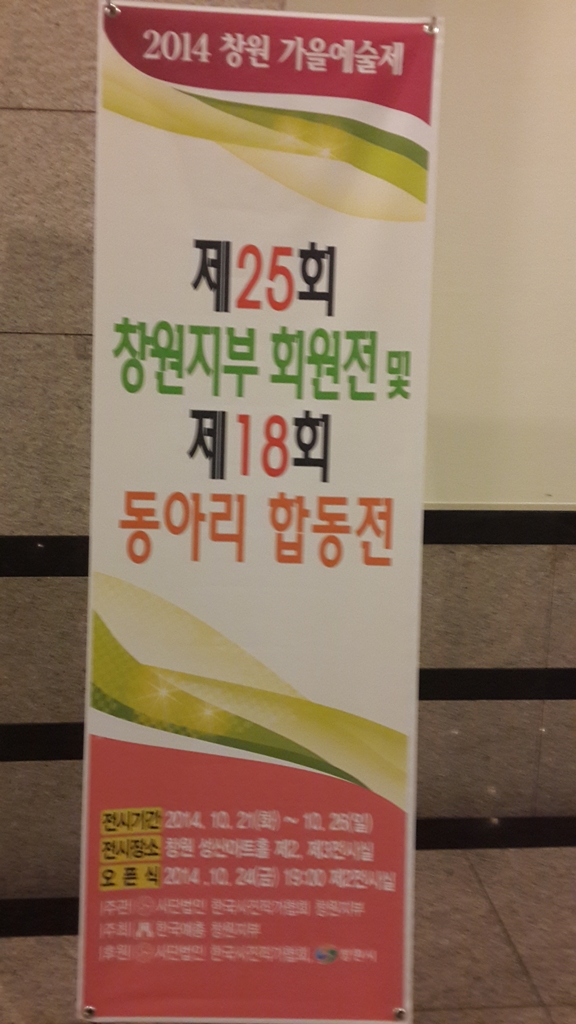 2014 창원 가을예술제
제25회
창원지부 회원전 및
제18회
동아리 합동전
전시기간 2014. 10. 21(화) ~ 10. 26(일)
전시장소 창원 성산아트홀 제2, 제3전시실
오 픈 식 2014 .10. 24(금) 19:00 제2전시실
|주관| 사단법인 한국사진작가협회 창원지부
|주최| 한국예총 창원지부
|후원| 사단법인 한국사진작가협회, 창원시